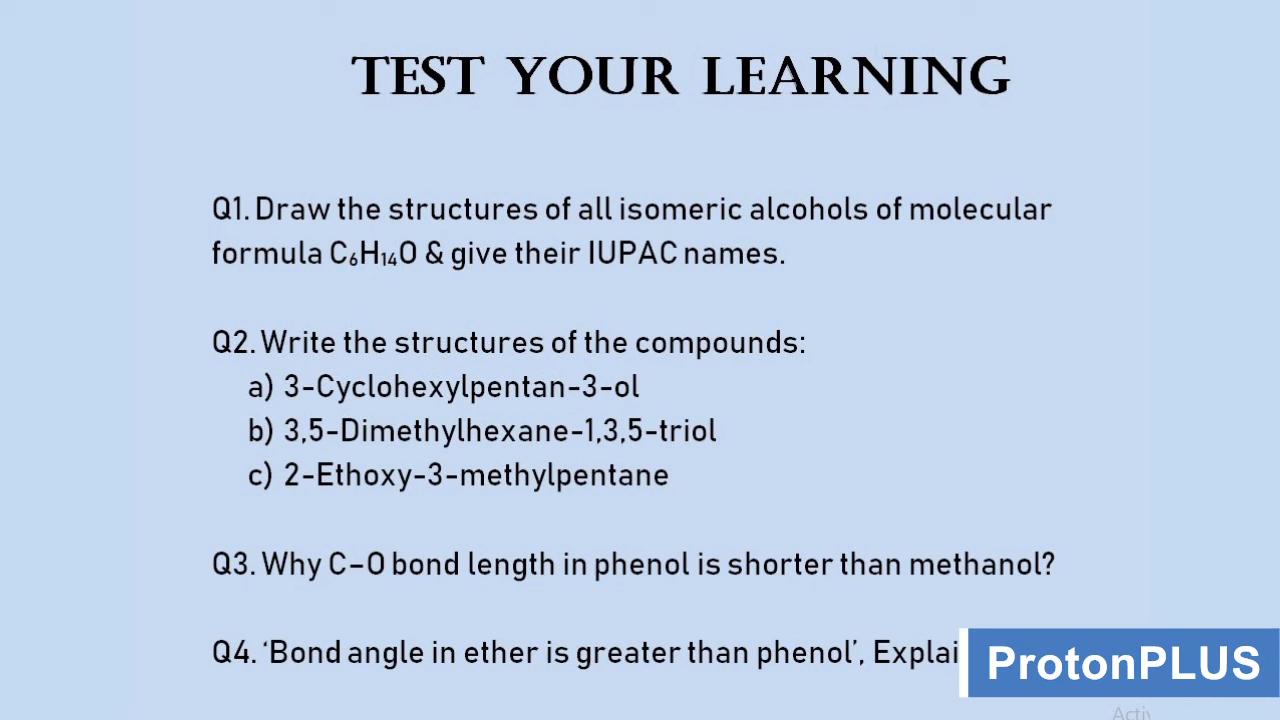 TEST YOUR LEARNING
Q1. Draw the structures of all isomeric alcohols of molecular
formula C₆H₁₄O & give their IUPAC names.
Q2. Write the structures of the compounds:
a) 3-Cyclohexylpentan-3-ol
b) 3,5-Dimethylhexane-1,3,5-triol
c) 2-Ethoxy-3-methylpentane
Q3. Why C–O bond length in phenol is shorter than methanol?
Q4. ‘Bond angle in ether is greater than phenol’,
ProtonPLUS